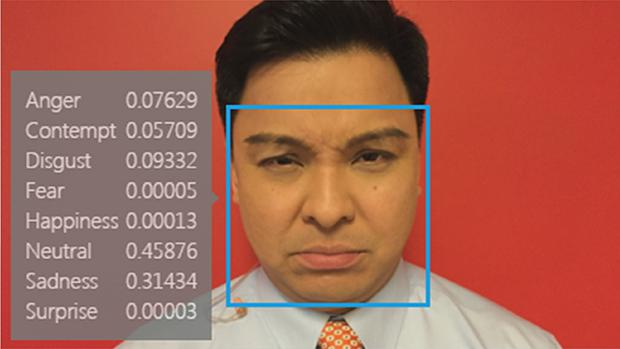 Anger 0.07629
Contempt 0.05709
Disgust 0.09332
Fear 0.00005
Happiness 0.00013
Neutral 0.45876
Sadness 0.31434
Surprise 0.00003